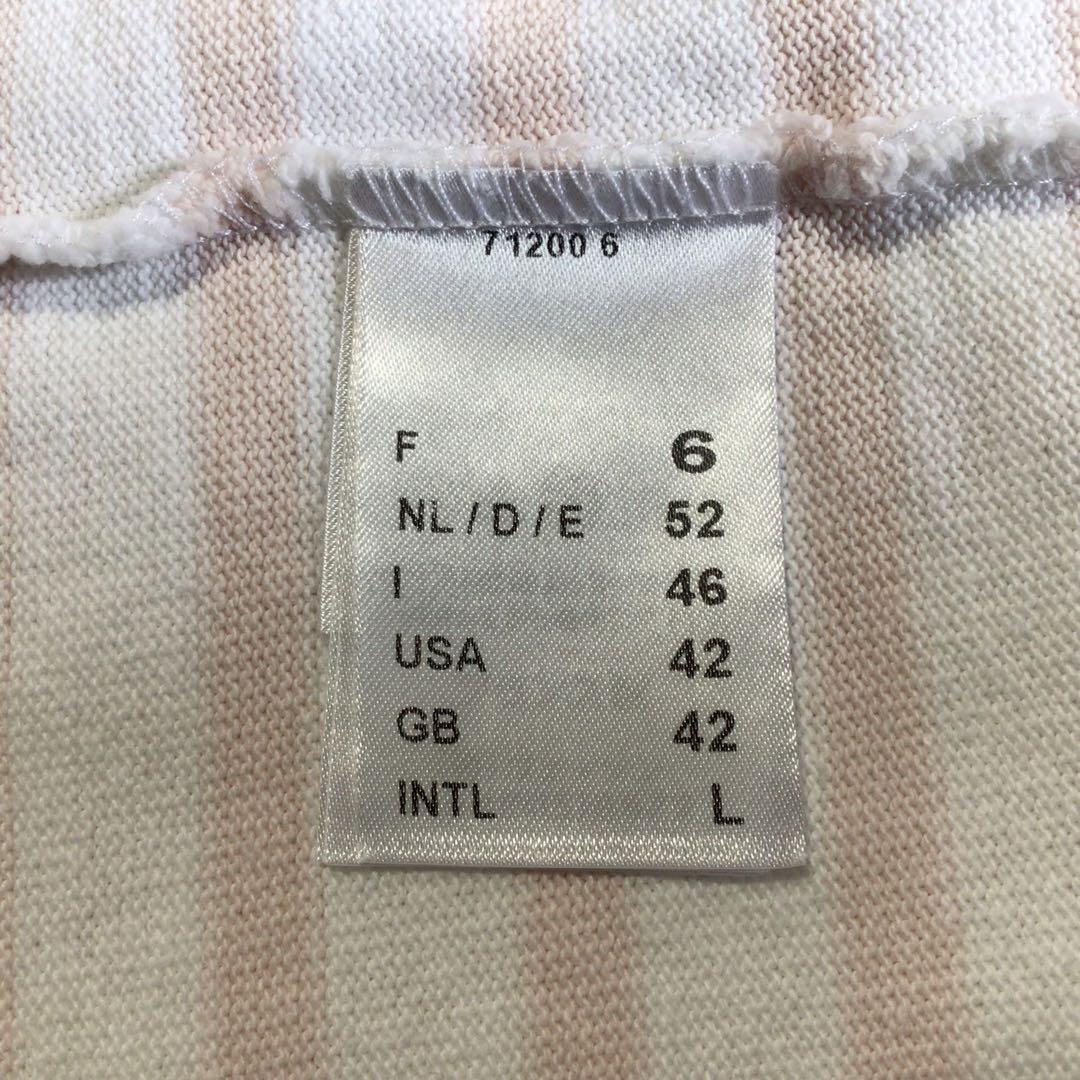 71200 6
F 6
NL / D / E 52
I 46
USA 42
GB 42
INTL L